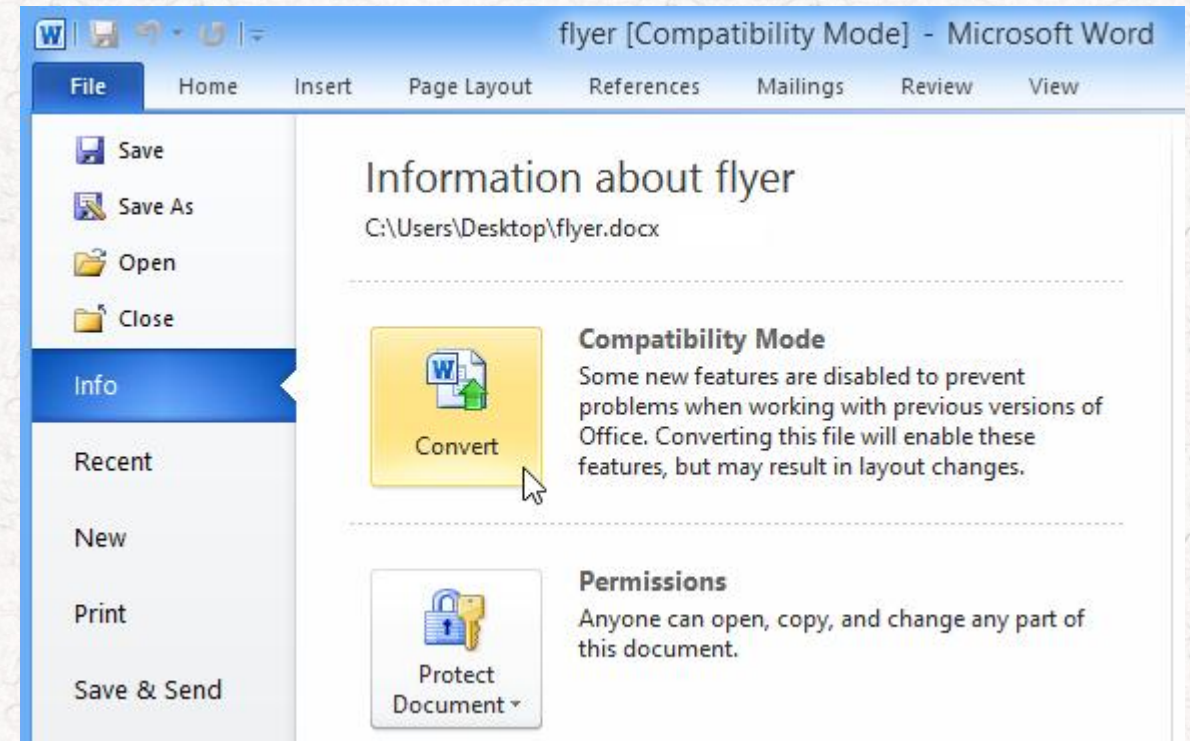 flyer [Compatibility Mode] - Microsoft Word
File Home Insert Page Layout References Mailings Review View
Save
Save As
Open
Close
Info
Recent
New
Print
Save & Send
Information about flyer
C:\Users\Desktop\flyer.docx
Convert
Compatibility Mode
Some new features are disabled to prevent
problems when working with previous versions of
Office. Converting this file will enable these
features, but may result in layout changes.
Protect
Document
Permissions
Anyone can open, copy, and change any part of
this document.